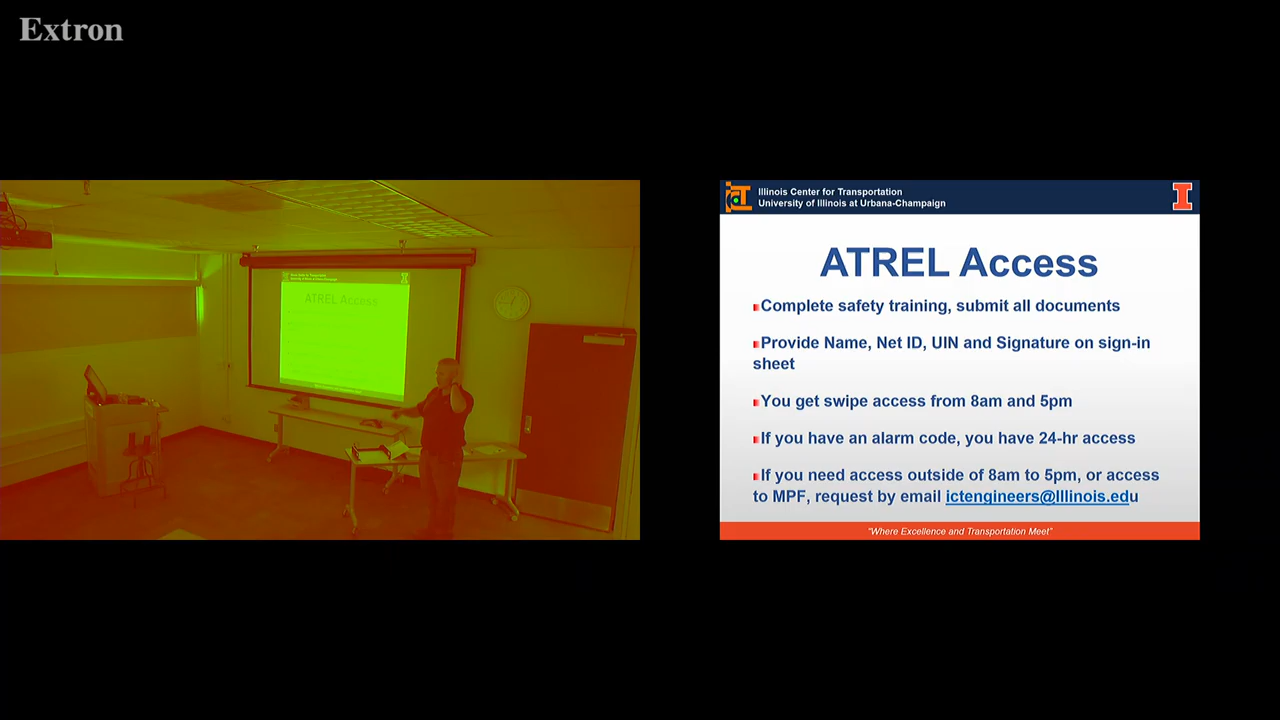 Extron
Illinois Center for Transportation
University of Illinois at Urbana-Champaign
I
ATREL Access
ATREL Access
Complete safety training, submit all documents
Provide Name, Net ID, UIN and Signature on sign-in
sheet
You get swipe access from 8am and 5pm
If you have an alarm code, you have 24-hr access
If you need access outside of 8am to 5pm, or access
to MPF, request by email ictengineers@Illinois.edu
"Where Excellence and Transportation Meet"